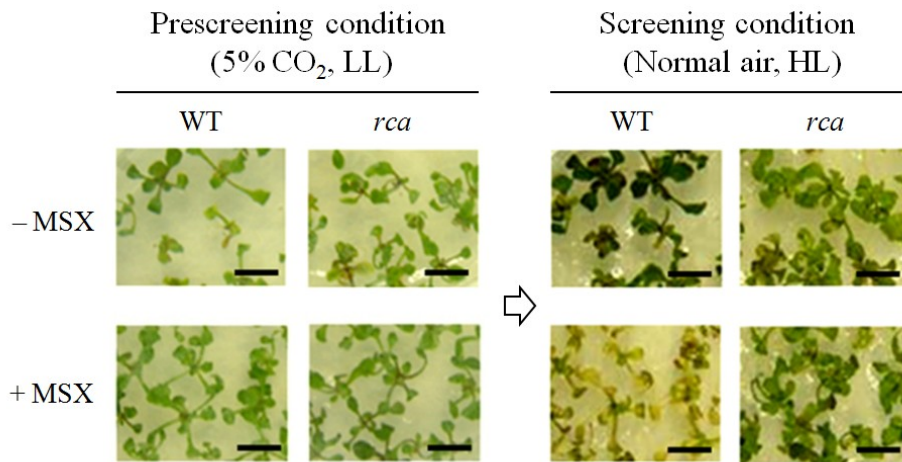 Prescreening condition
(5% CO₂, LL)
Screening condition
(Normal air, HL)
WT
rca
WT
rca
– MSX
+ MSX